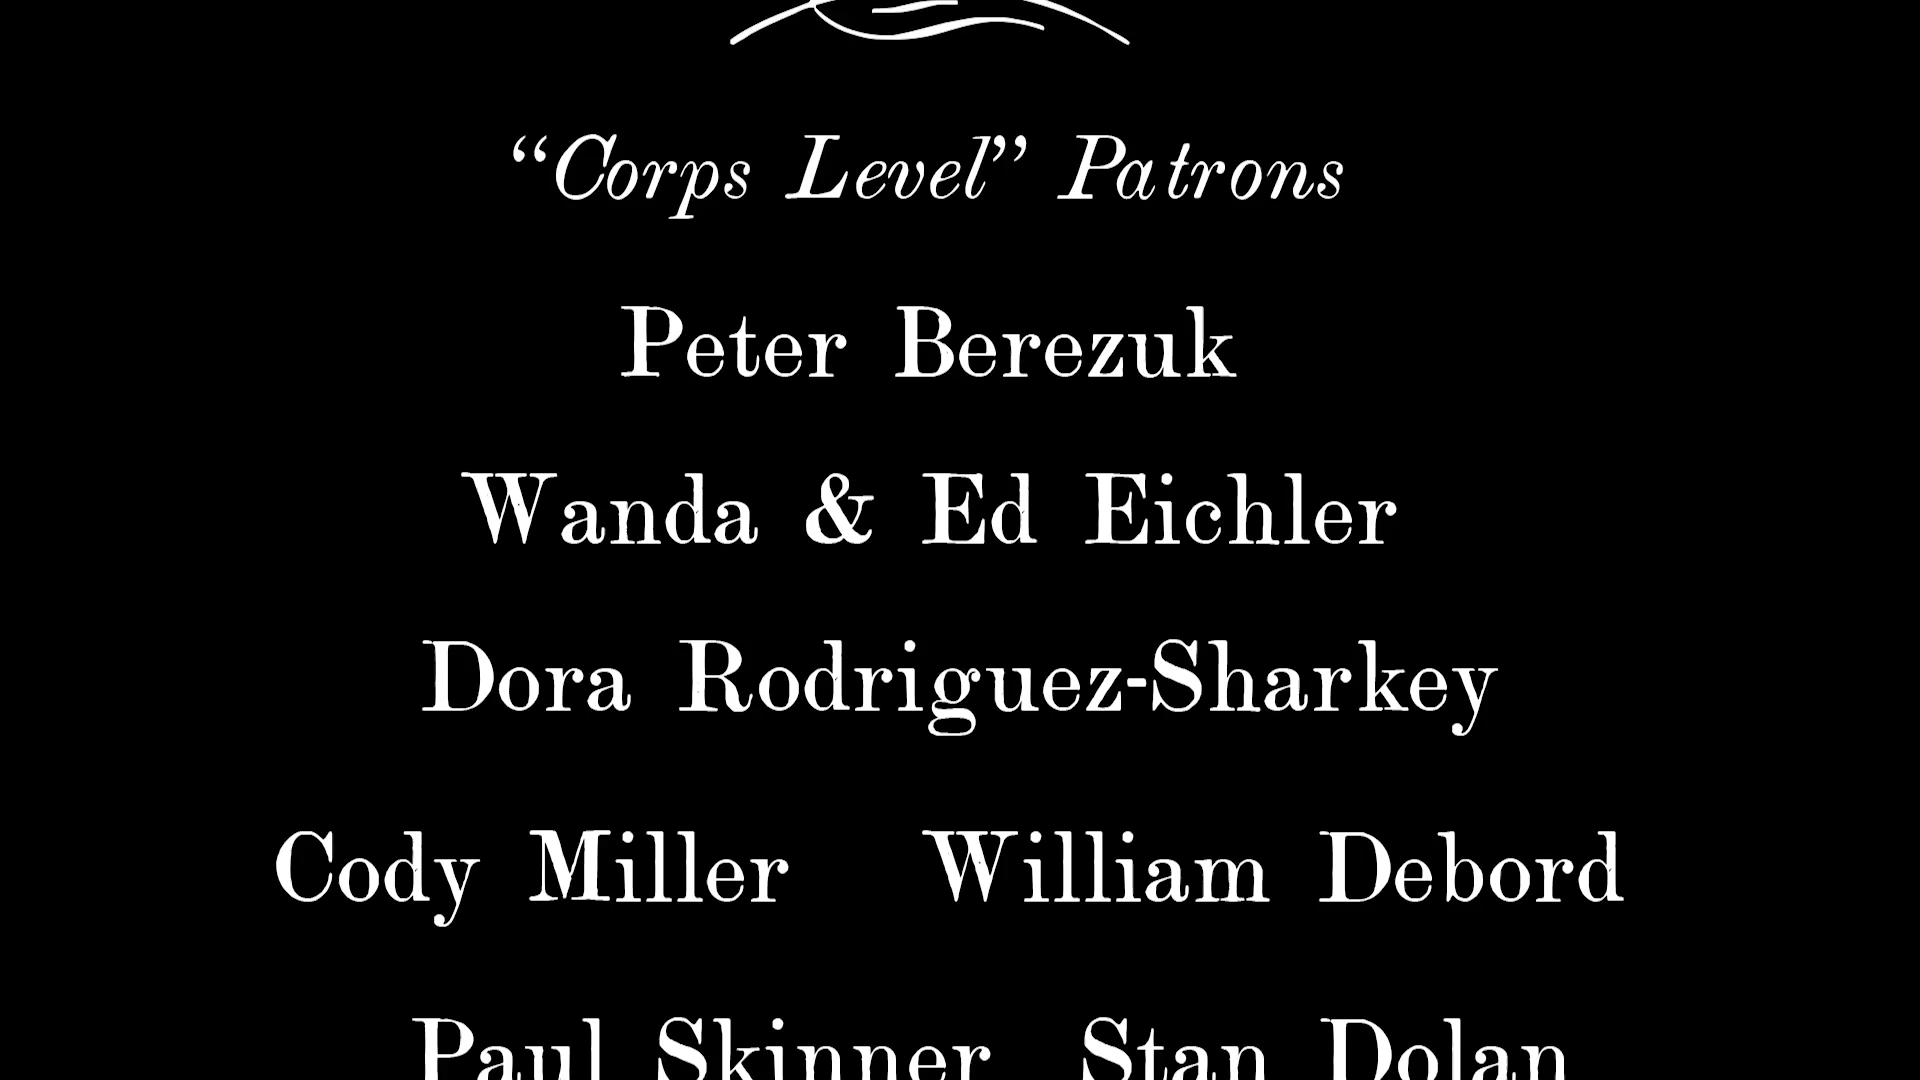 “Corps Level” Patrons
Peter Berezuk
Wanda & Ed Eichler
Dora Rodriguez-Sharkey
Cody Miller William Debord
Paul Skinner Stan Dolan